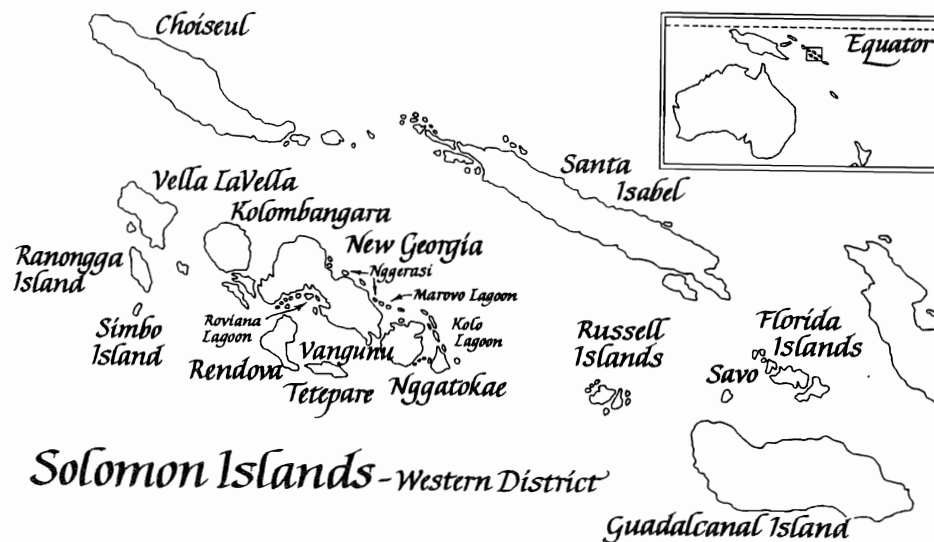 Choiseul
Equator
Santa
Isabel
Vella LaVella
Kolombangara
New Georgia
Nggerasi
Ranongga
Island
Marovo Lagoon
Simbo
Island
Roviana
Lagoon
Kolo
Lagoon
Rendova
Vangunu
Tetepare
Nggatokae
Russell
Islands
Florida
Islands
Savo
Solomon Islands - Western District
Guadalcanal Island